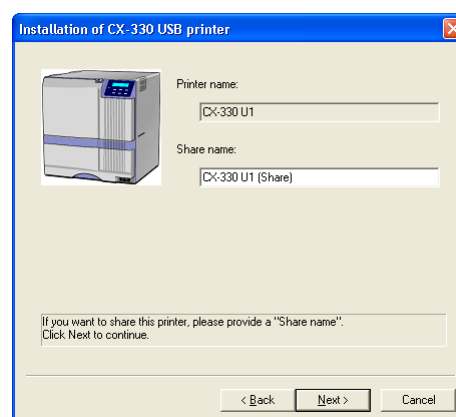 Installation of CX-330 USB printer
Printer name:
CX-330 U1
Share name:
CX-330 U1 (Share)
If you want to share this printer, please provide a "Share name".
Click Next to continue.
< Back Next > Cancel